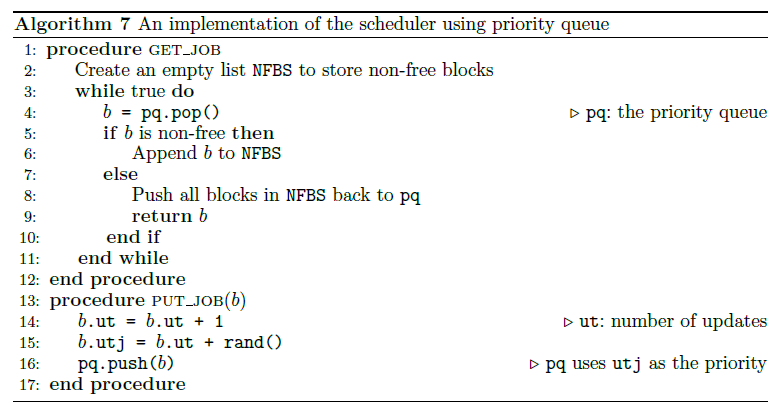 Algorithm 7 An implementation of the scheduler using priority queue
1: procedure GET_JOB
2: Create an empty list NFBS to store non-free blocks
3: while true do
4: b = pq.pop() ▷ pq: the priority queue
5: if b is non-free then
6: Append b to NFBS
7: else
8: Push all blocks in NFBS back to pq
9: return b
10: end if
11: end while
12: end procedure
13: procedure PUT_JOB(b)
14: b.ut = b.ut + 1 ▷ ut: number of updates
15: b.utj = b.ut + rand()
16: pq.push(b) ▷ pq uses utj as the priority
17: end procedure